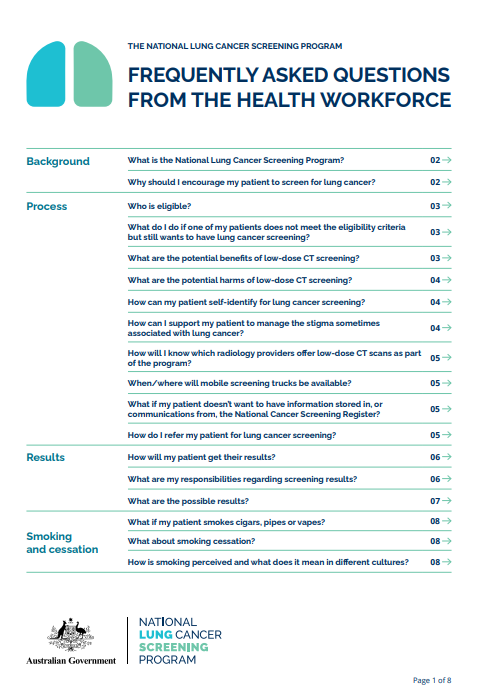 THE NATIONAL LUNG CANCER SCREENING PROGRAM
FREQUENTLY ASKED QUESTIONS
FROM THE HEALTH WORKFORCE
Background
What is the National Lung Cancer Screening Program? 02→
Why should I encourage my patient to screen for lung cancer? 02→
Process
Who is eligible? 03→
What do I do if one of my patients does not meet the eligibility criteria
but still wants to have lung cancer screening? 03→
What are the potential benefits of low-dose CT screening? 03→
What are the potential harms of low-dose CT screening? 04→
How can my patient self-identify for lung cancer screening? 04→
How can I support my patient to manage the stigma sometimes
associated with lung cancer? 04→
How will I know which radiology providers offer low-dose CT scans as part
of the program? 05→
When/where will mobile screening trucks be available? 05→
What if my patient doesn't want to have information stored in, or
communications from, the National Cancer Screening Register? 05→
How do I refer my patient for lung cancer screening? 05→
Results
How will my patient get their results? 06→
What are my responsibilities regarding screening results? 06→
What are the possible results? 07→
Smoking
and cessation
What if my patient smokes cigars, pipes or vapes? 08→
What about smoking cessation? 08→
How is smoking perceived and what does it mean in different cultures? 08→
Australian Government
NATIONAL
LUNG CANCER
SCREENING
PROGRAM
Page 1 of 8